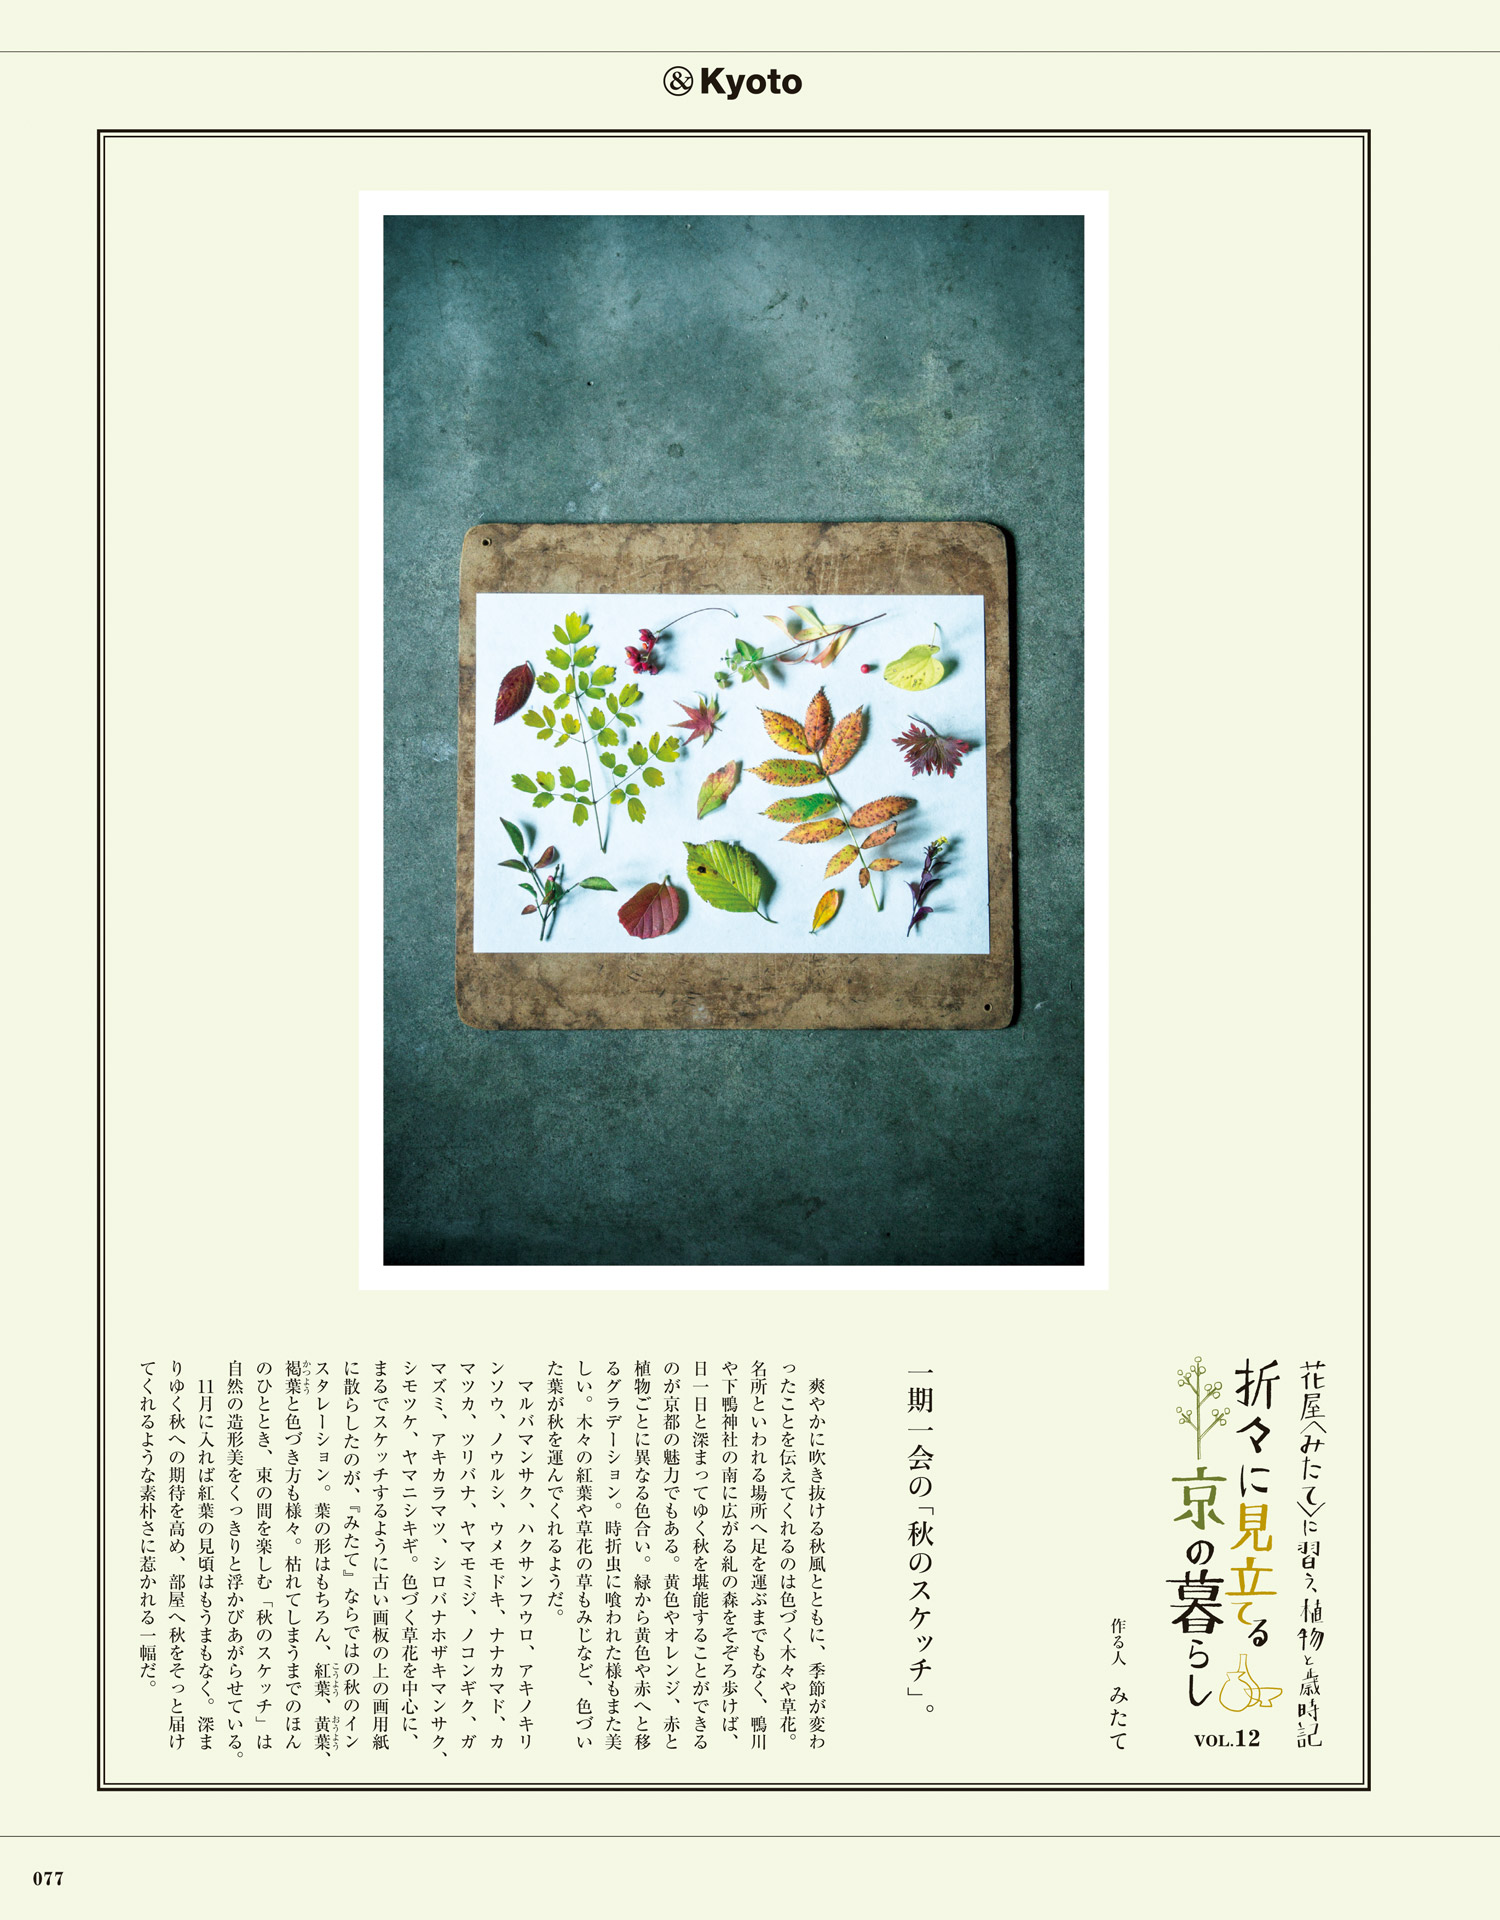 & Kyoto
花屋〈みたて〉に習う、植物と歳時記
折々に見立てる
京の暮らし
VOL.12
作る人 みたて
一期一会の「秋のスケッチ」。
爽やかに吹き抜ける秋風とともに、季節が変わ
ったことを伝えてくれるのは色づく木々や草花。
名所といわれる場所へ足を運ぶまでもなく、鴨川
や下鴨神社の南に広がる糺の森をそぞろ歩けば、
日一日と深まってゆく秋を堪能することができる
のが京都の魅力でもある。黄色やオレンジ、赤と
植物ごとに異なる色合い。緑から黄色や赤へと移
るグラデーション。時折虫に喰われた様もまた美
しい。木々の紅葉や草花の草もみじなど、色づい
た葉が秋を運んでくれるようだ。
マルバマンサク、ハクサンフウロ、アキノキリ
ンソウ、ノウルシ、ウメモドキ、ナナカマド、カ
マツカ、ツリバナ、ヤマモミジ、ノコンギク、ガ
マズミ、アキカラマツ、シロバナホザキマンサク、
シモツケ、ヤマニシキギ。色づく草花を中心に、
まるでスケッチするように古い画板の上の画用紙
に散らしたのが、『みたて』ならではの秋のイン
スタレーション。葉の形はもちろん、紅葉、黄葉、
こうよう おうよう
褐葉と色づき方も様々。枯れてしまうまでのほん
かつよう
のひととき、束の間を楽しむ「秋のスケッチ」は
自然の造形美をくっきりと浮かびあがらせている。
11月に入れば紅葉の見頃はもうまもなく。深ま
りゆく秋への期待を高め、部屋へ秋をそっと届け
てくれるような素朴さに惹かれる一幅だ。
077